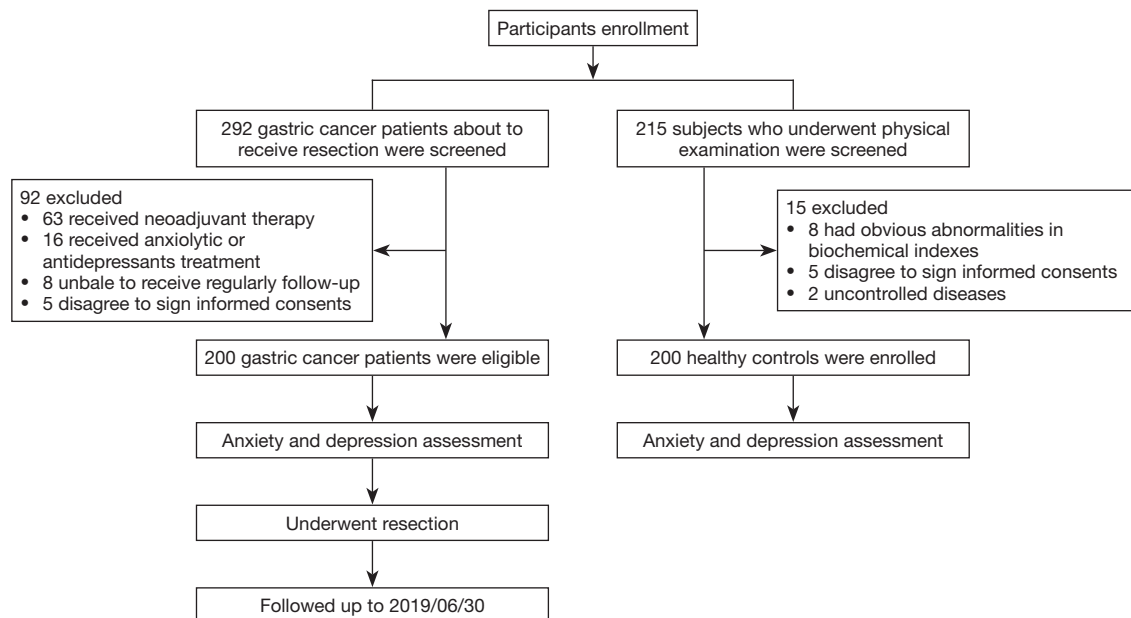 Participants enrollment
292 gastric cancer patients about to
receive resection were screened
215 subjects who underwent physical
examination were screened
92 excluded
• 63 received neoadjuvant therapy
• 16 received anxiolytic or
antidepressants treatment
• 8 unbale to receive regularly follow-up
• 5 disagree to sign informed consents
15 excluded
• 8 had obvious abnormalities in
biochemical indexes
• 5 disagree to sign informed consents
• 2 uncontrolled diseases
200 gastric cancer patients were eligible
200 healthy controls were enrolled
Anxiety and depression assessment
Anxiety and depression assessment
Underwent resection
Followed up to 2019/06/30